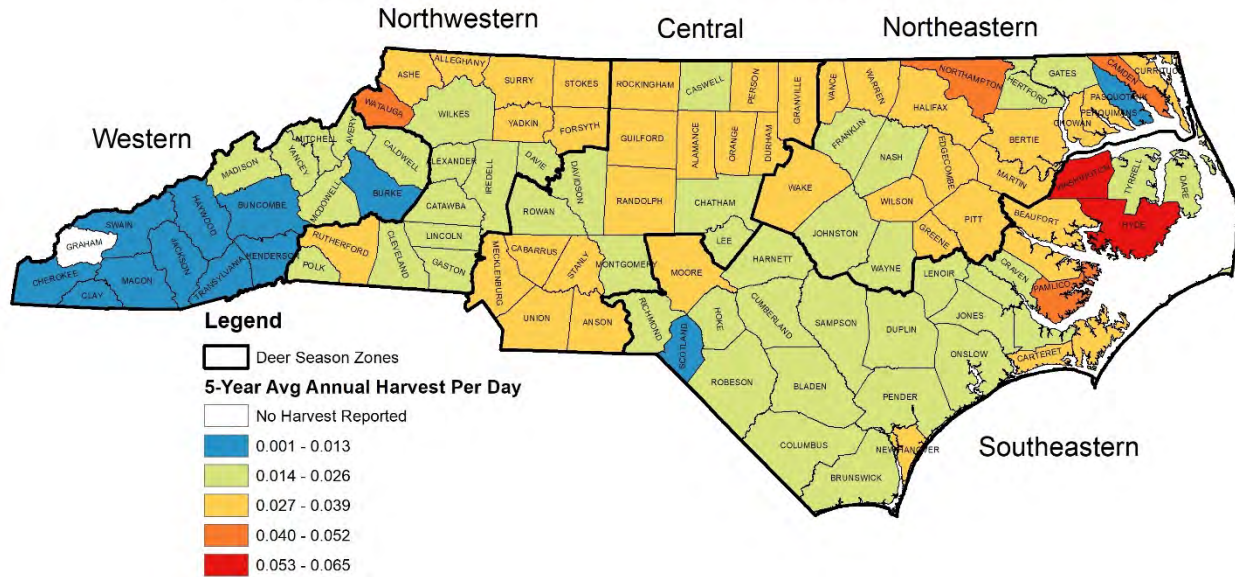 Northwestern
Central
Northeastern
Western
Southeastern
ASHE
ALLEGHANY
SURRY
STOKES
ROCKINGHAM
CASWELL
PERSON
GRANVILLE
VANCE
WARREN
NORTHAMPTON
HERTFORD
GATES
CAMDEN
CURRITUCK
PASQUOTANK
PERQUIMANS
CHOWAN
WATAUGA
WILKES
YADKIN
FORSYTH
GUILFORD
ALAMANCE
ORANGE
DURHAM
FRANKLIN
HALIFAX
BERTIE
MITCHELL
AVERY
CALDWELL
ALEXANDER
IREDELL
DAVIE
DAVIDSON
RANDOLPH
CHATHAM
WAKE
NASH
EDGECOMBE
MARTIN
WASHINGTON
TYRRELL
DARE
MADISON
YANCEY
MCDOWELL
BURKE
CATAWBA
ROWAN
LEE
JOHNSTON
WILSON
PITT
BEAUFORT
HYDE
SWAIN
HAYWOOD
BUNCOMBE
RUTHERFORD
LINCOLN
CABARRUS
STANLY
MONTGOMERY
MOORE
HARNETT
WAYNE
GREENE
LENOIR
CRAVEN
PAMLICO
GRAHAM
JACKSON
HENDERSON
POLK
CLEVELAND
GASTON
MECKLENBURG
CHEROKEE
MACON
TRANSYLVANIA
CLAY
UNION
ANSON
RICHMOND
SCOTLAND
HOKE
CUMBERLAND
SAMPSON
DUPLIN
JONES
ONSLOW
CARTERET
ROBESON
BLADEN
PENDER
COLUMBUS
NEW HANOVER
BRUNSWICK
Legend
Deer Season Zones
5-Year Avg Annual Harvest Per Day
No Harvest Reported
0.001 - 0.013
0.014 - 0.026
0.027 - 0.039
0.040 - 0.052
0.053 - 0.065